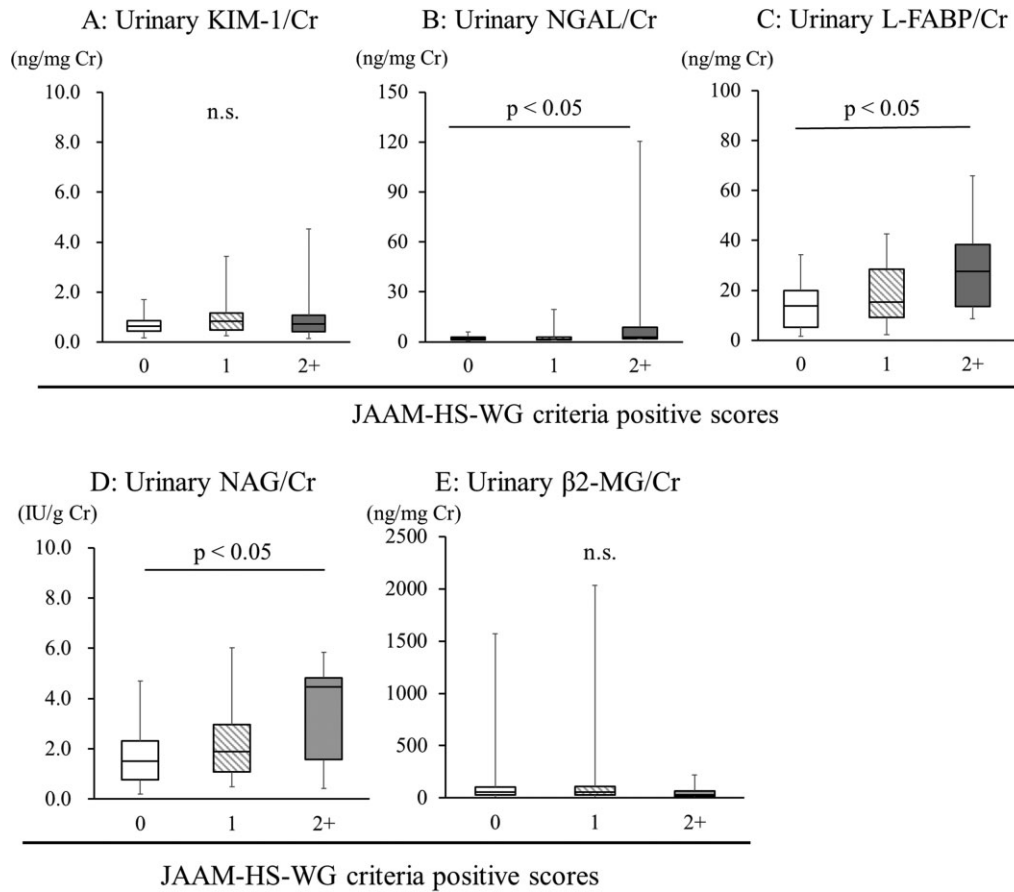 A: Urinary KIM-1/Cr
(ng/mg Cr)
10.0
8.0
6.0
4.0
2.0
0.0
n.s.
0 1 2+
B: Urinary NGAL/Cr
(ng/mg Cr)
150
120
90
60
30
0
p < 0.05
0 1 2+
C: Urinary L-FABP/Cr
(ng/mg Cr)
100
80
60
40
20
0
p < 0.05
0 1 2+
JAAM-HS-WG criteria positive scores
D: Urinary NAG/Cr
(IU/g Cr)
10.0
8.0
6.0
4.0
2.0
0.0
p < 0.05
0 1 2+
E: Urinary β2-MG/Cr
(ng/mg Cr)
2500
2000
1500
1000
500
0
n.s.
0 1 2+
JAAM-HS-WG criteria positive scores